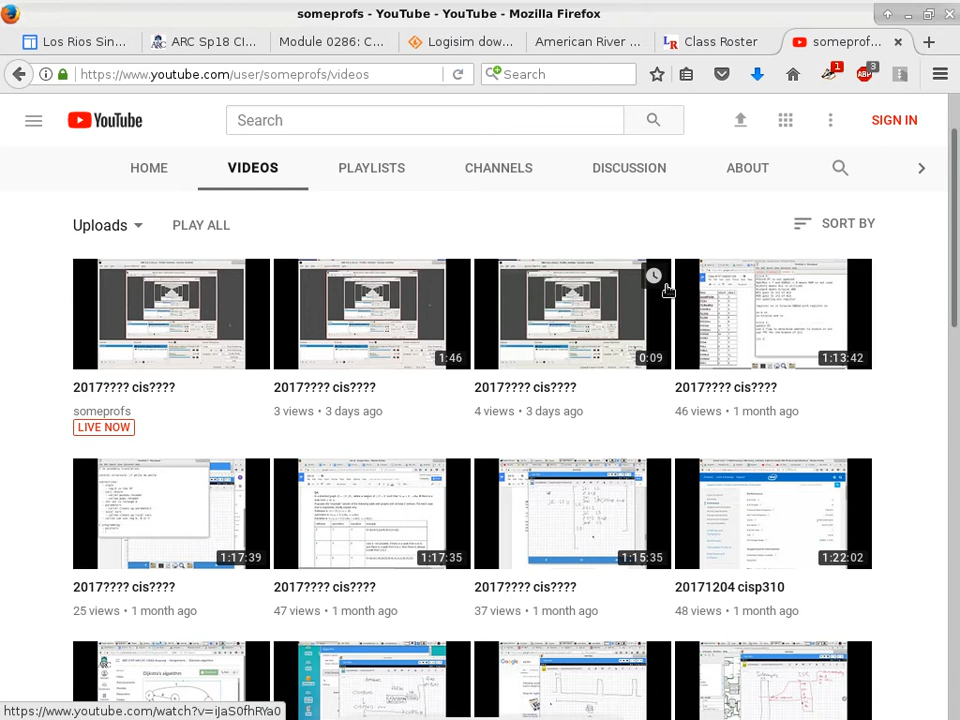 someprofs - YouTube - YouTube - Mozilla Firefox
Los Rios Sin... ARC Sp18 CI... Module 0286: C... Logisim dow... American River ... Class Roster someprof...
https://www.youtube.com/user/someprofs/videos Search 1 3
YouTube Search SIGN IN
HOME VIDEOS PLAYLISTS CHANNELS DISCUSSION ABOUT
Uploads PLAY ALL SORT BY
1:46 0:09 1:13:42
2017???? cis???? 2017???? cis???? 2017???? cis???? 2017???? cis????
someprofs 3 views • 3 days ago 4 views • 3 days ago 46 views • 1 month ago
LIVE NOW
1:17:39 1:17:35 1:15:35 1:22:02
2017???? cis???? 2017???? cis???? 2017???? cis???? 20171204 cisp310
25 views • 1 month ago 47 views • 1 month ago 37 views • 1 month ago 48 views • 1 month ago
Dijkstra's algorithm
https://www.youtube.com/watch?v=iJaS0fhRYa0